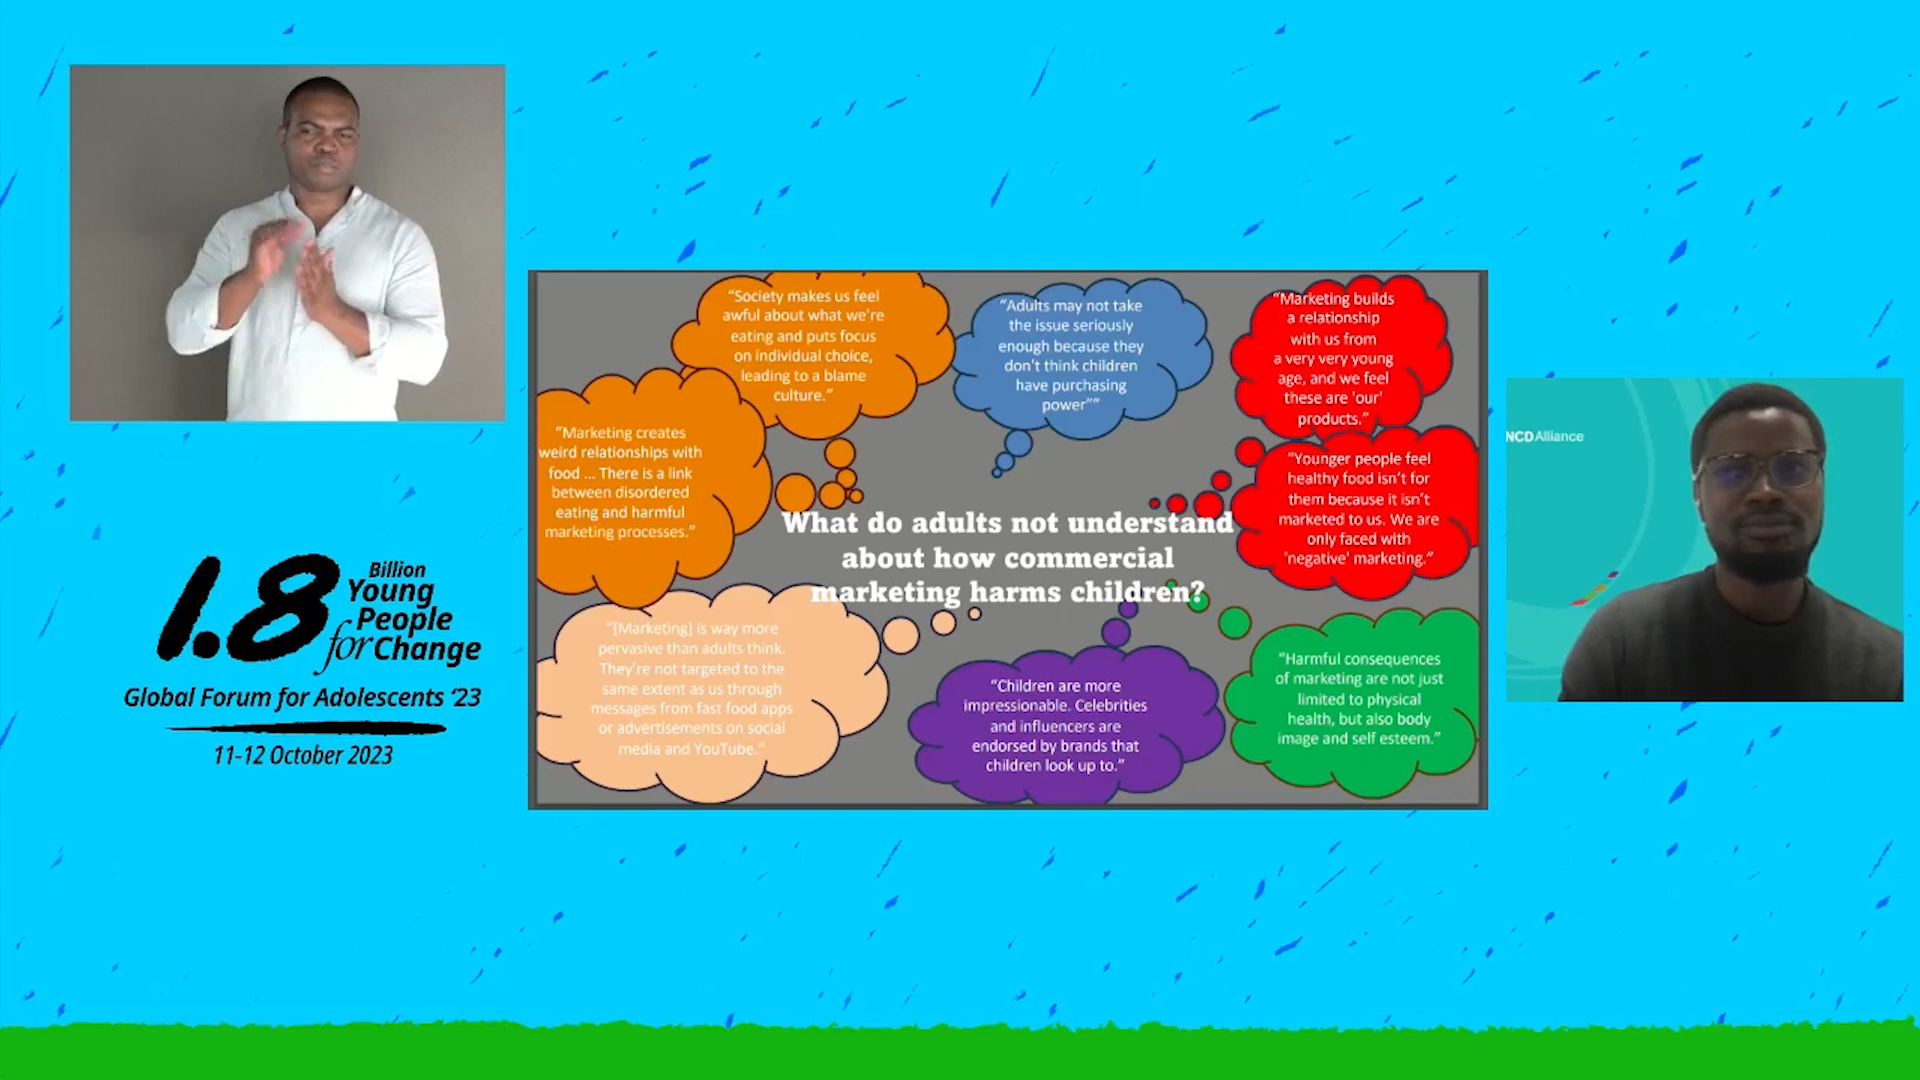 “Society makes us feel
awful about what we're
eating and puts focus
on individual choice,
leading to a blame
culture.”
“Adults may not take
the issue seriously
enough because they
don't think children
have purchasing
power””
“Marketing builds
a relationship
with us from
a very very young
age, and we feel
these are 'our'
products.”
“Marketing creates
weird relationships with
food ... There is a link
between disordered
eating and harmful
marketing processes.”
“Younger people feel
healthy food isn’t for
them because it isn’t
marketed to us. We are
only faced with
'negative' marketing.”
What do adults not understand
about how commercial
marketing harms children?
“[Marketing] is way more
pervasive than adults think.
They’re not targeted to the
same extent as us through
messages from fast food apps
or advertisements on social
media and YouTube.”
“Children are more
impressionable. Celebrities
and influencers are
endorsed by brands that
children look up to.”
“Harmful consequences
of marketing are not just
limited to physical
health, but also body
image and self esteem.”
NCD Alliance
1.8 Billion
Young
People
for Change
Global Forum for Adolescents ‘23
11-12 October 2023